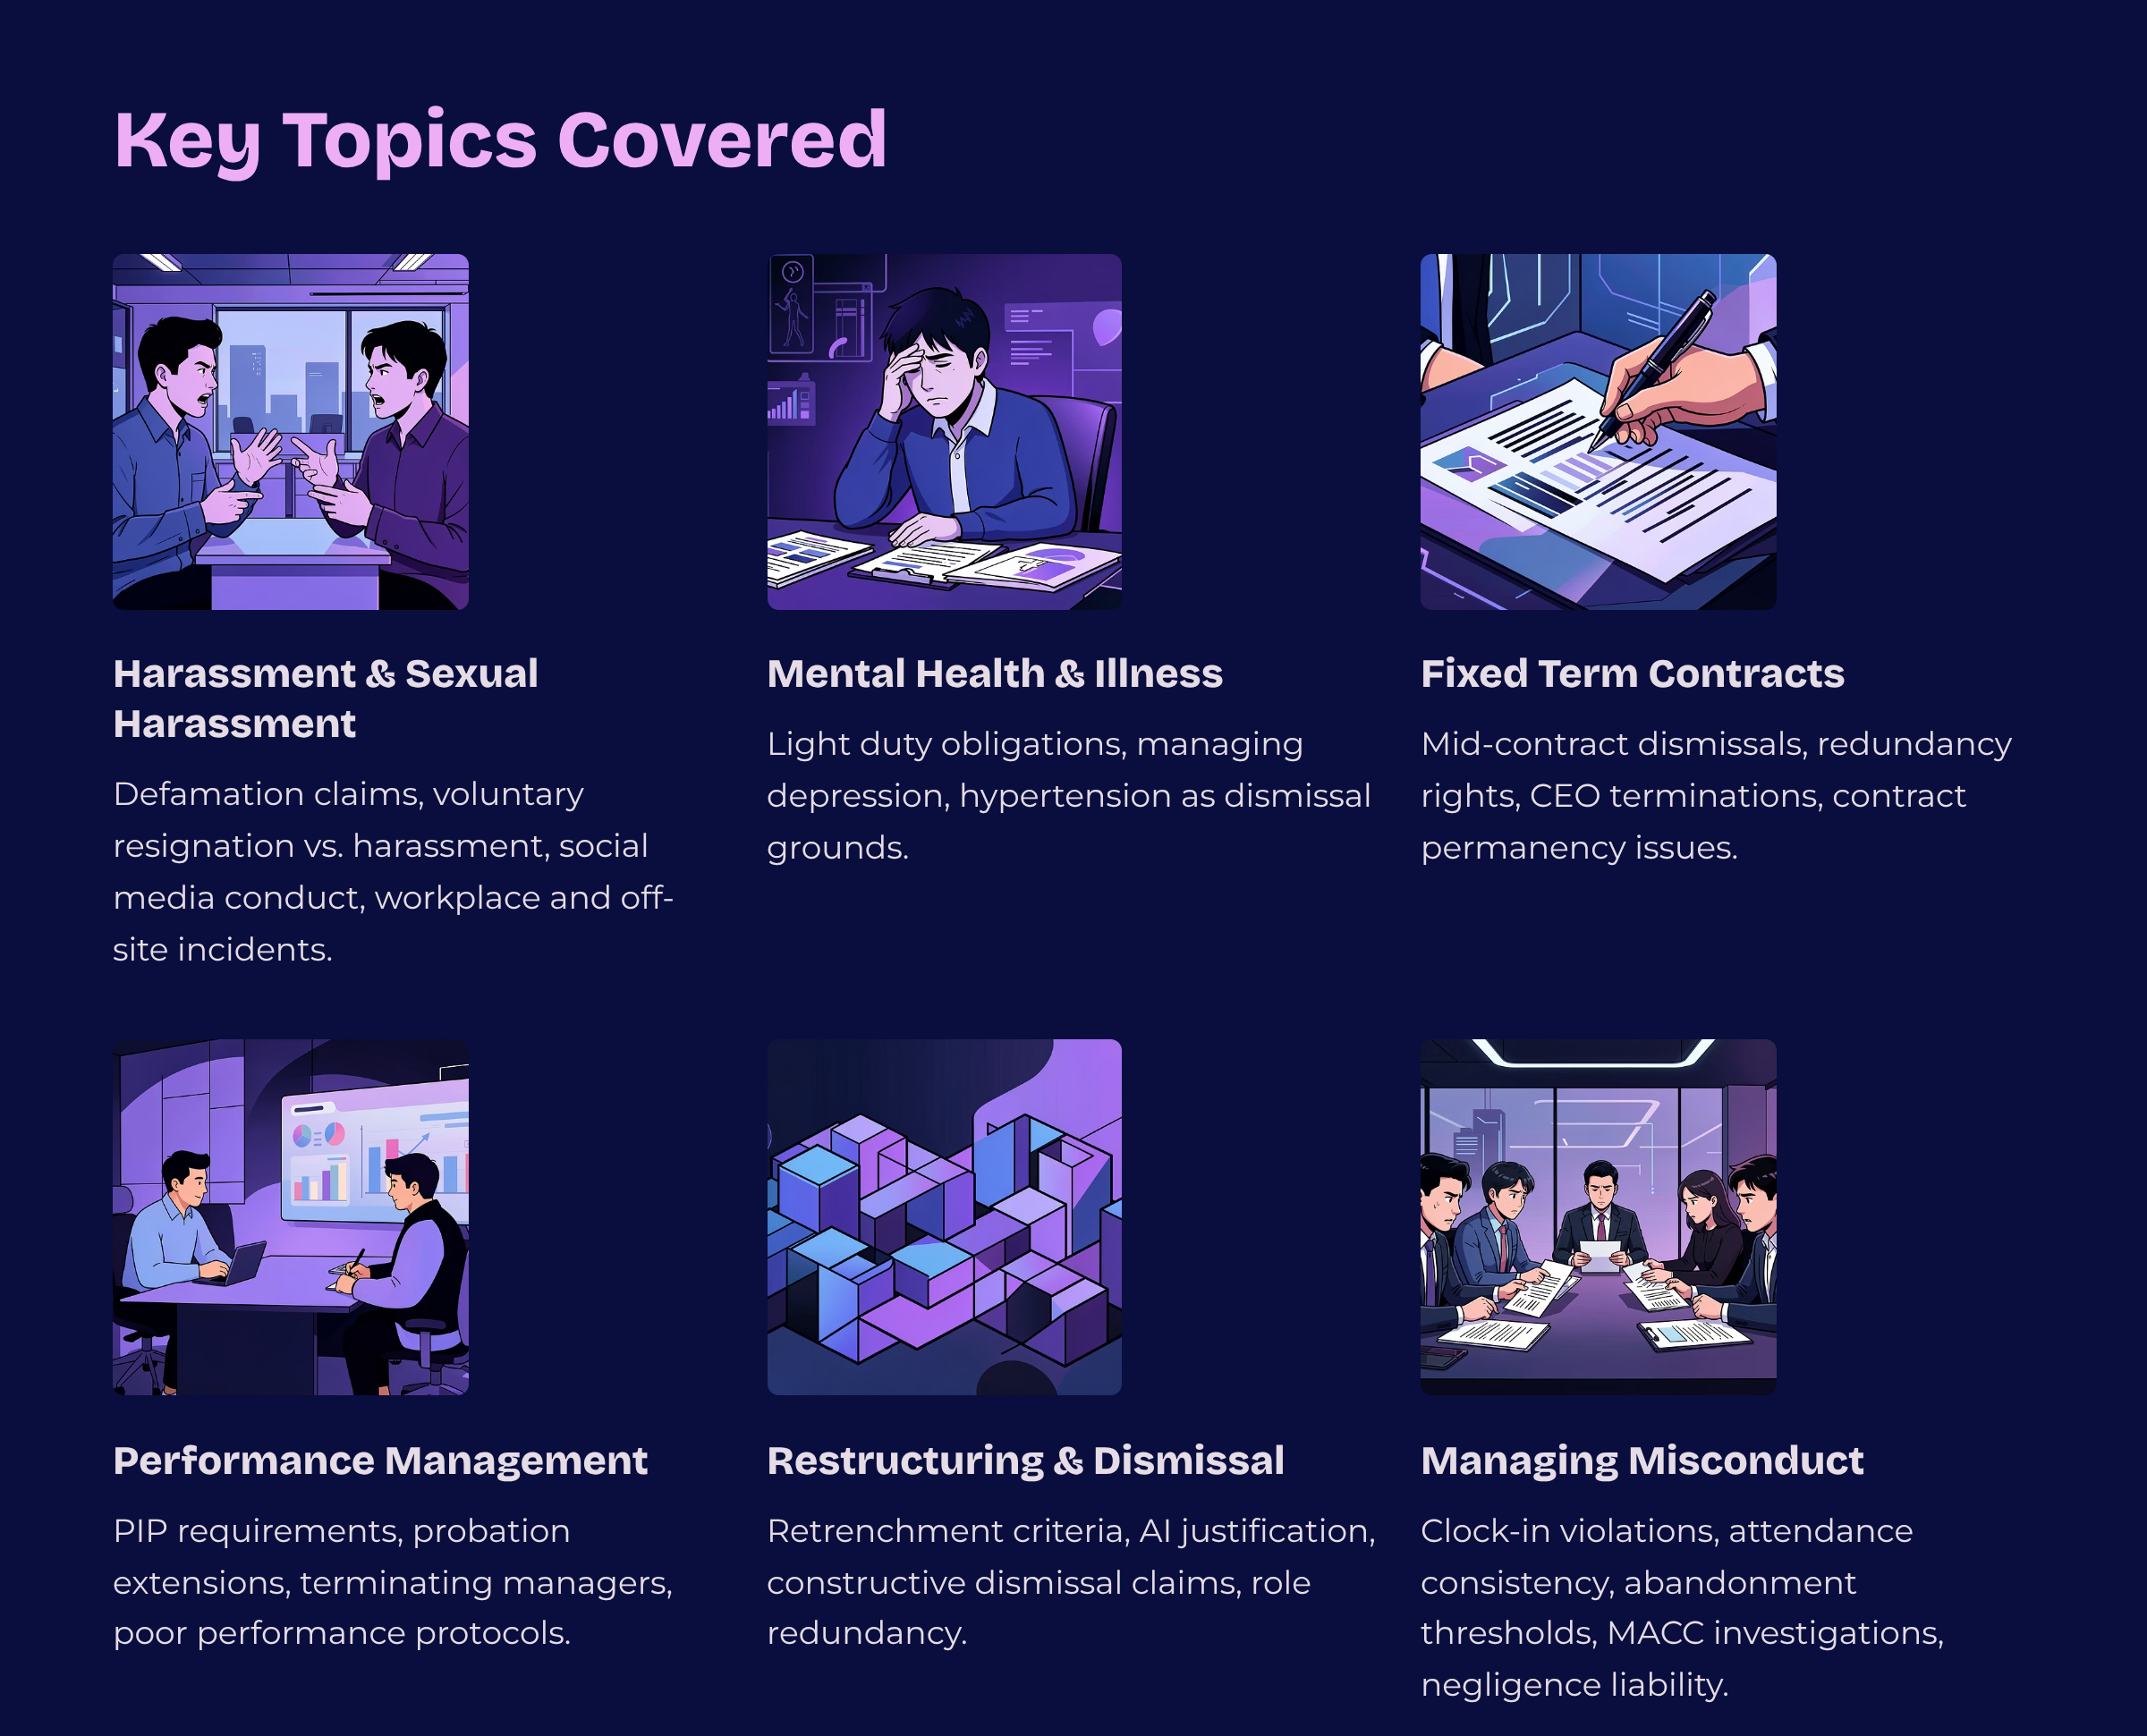 Key Topics Covered
Harassment & Sexual
Harassment
Defamation claims, voluntary
resignation vs. harassment, social
media conduct, workplace and off-
site incidents.
Mental Health & Illness
Light duty obligations, managing
depression, hypertension as dismissal
grounds.
Fixed Term Contracts
Mid-contract dismissals, redundancy
rights, CEO terminations, contract
permanency issues.
Performance Management
PIP requirements, probation
extensions, terminating managers,
poor performance protocols.
Restructuring & Dismissal
Retrenchment criteria, AI justification,
constructive dismissal claims, role
redundancy.
Managing Misconduct
Clock-in violations, attendance
consistency, abandonment
thresholds, MACC investigations,
negligence liability.